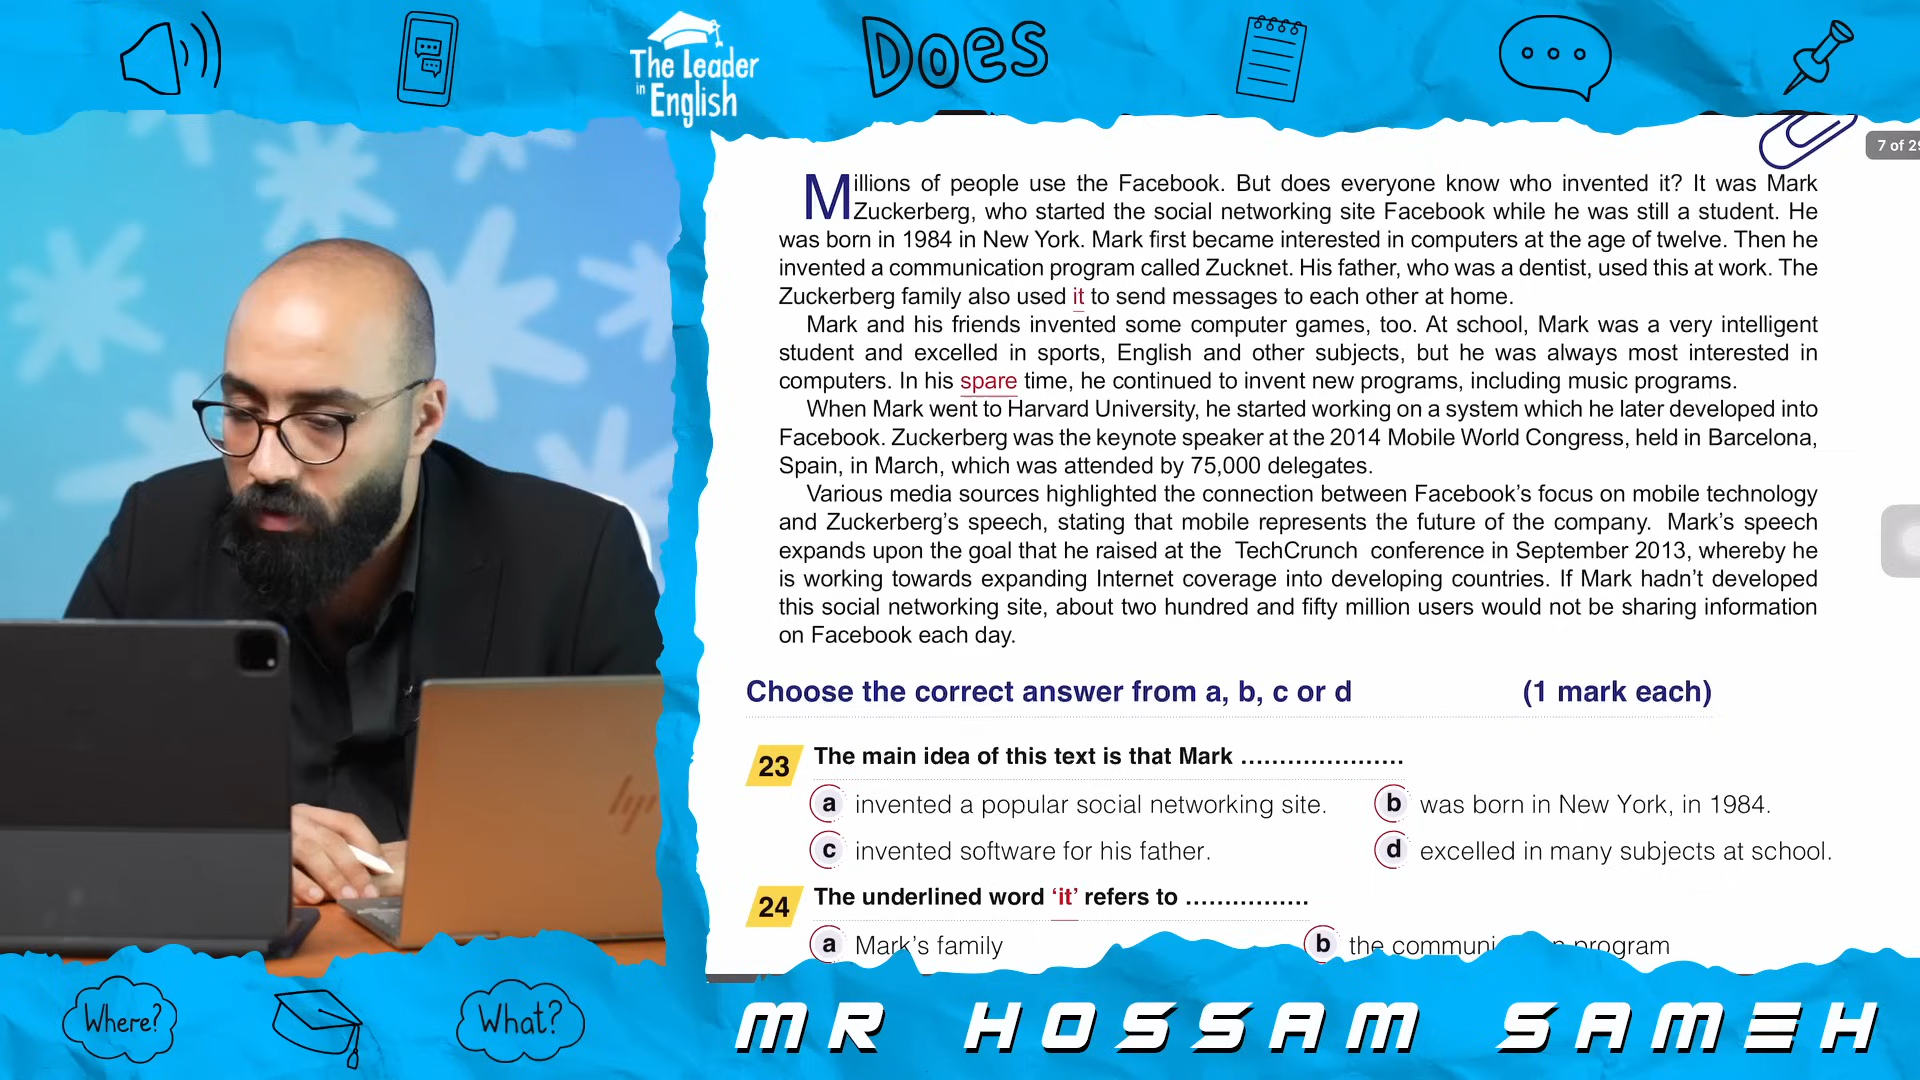 The Leader
in English
Does
7 of 29
Millions of people use the Facebook. But does everyone know who invented it? It was Mark
Zuckerberg, who started the social networking site Facebook while he was still a student. He
was born in 1984 in New York. Mark first became interested in computers at the age of twelve. Then he
invented a communication program called Zucknet. His father, who was a dentist, used this at work. The
Zuckerberg family also used it to send messages to each other at home.
Mark and his friends invented some computer games, too. At school, Mark was a very intelligent
student and excelled in sports, English and other subjects, but he was always most interested in
computers. In his spare time, he continued to invent new programs, including music programs.
When Mark went to Harvard University, he started working on a system which he later developed into
Facebook. Zuckerberg was the keynote speaker at the 2014 Mobile World Congress, held in Barcelona,
Spain, in March, which was attended by 75,000 delegates.
Various media sources highlighted the connection between Facebook's focus on mobile technology
and Zuckerberg's speech, stating that mobile represents the future of the company. Mark's speech
expands upon the goal that he raised at the TechCrunch conference in September 2013, whereby he
is working towards expanding Internet coverage into developing countries. If Mark hadn't developed
this social networking site, about two hundred and fifty million users would not be sharing information
on Facebook each day.
Choose the correct answer from a, b, c or d (1 mark each)
23 The main idea of this text is that Mark .....................
a invented a popular social networking site. b was born in New York, in 1984.
c invented software for his father. d excelled in many subjects at school.
24 The underlined word 'it' refers to ................
a Mark's family b the communi program
Where?
What?
MR HOSSAM SAMEH